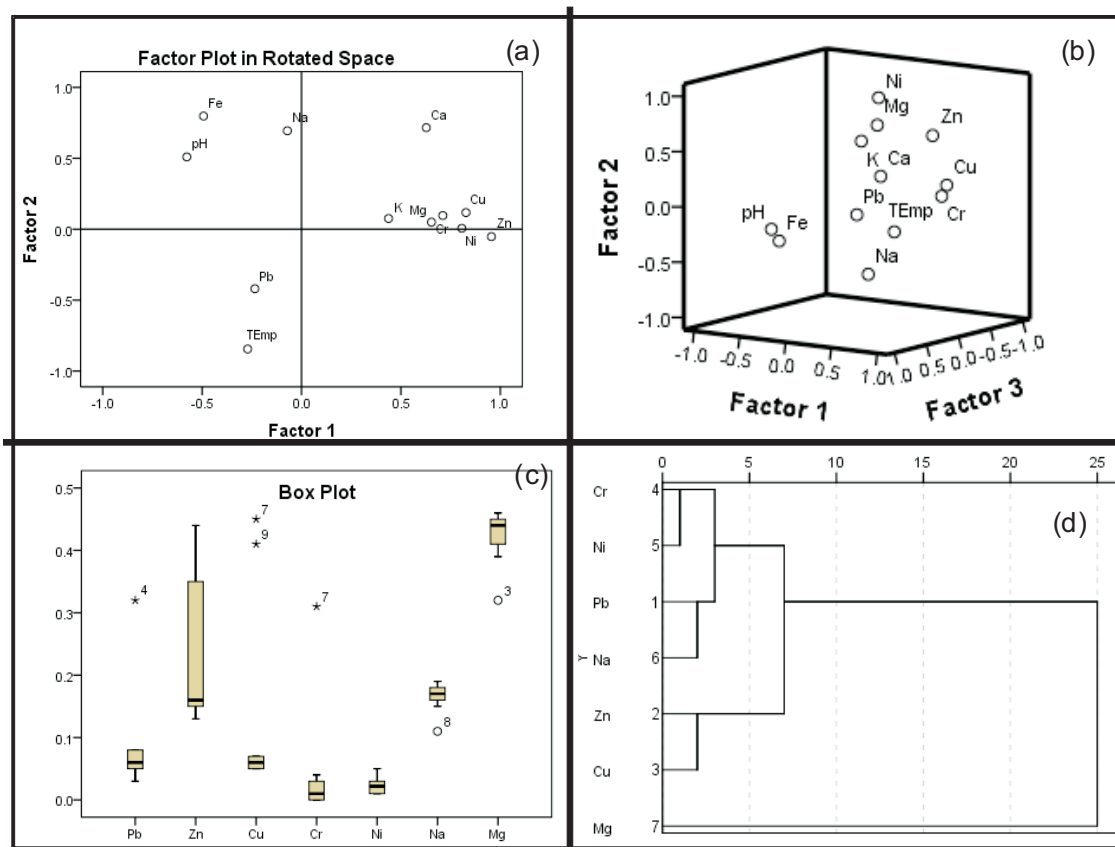 (a)
Factor Plot in Rotated Space
1.0
0.5
0.0
-0.5
-1.0
Factor 2
Fe
Na
Ca
pH
K
Mg
Cu
Cr
Ni
Zn
Pb
TEmp
-1.0 -0.5 0.0 0.5 1.0
Factor 1
(b)
1.0
0.5
0.0
-0.5
-1.0
Factor 2
Ni
Mg
Zn
K Ca
Cu
Pb
TEmp
Cr
pH
Fe
Na
-1.0 -0.5 0.0 0.5 1.0
Factor 1
1.0 0.5 0.0 -0.5 -1.0
Factor 3
(c)
Box Plot
0.5
0.4
0.3
0.2
0.1
0.0
7
9
4
7
3
8
Pb Zn Cu Cr Ni Na Mg
(d)
0 5 10 15 20 25
Y
Cr 4
Ni 5
Pb 1
Na 6
Zn 2
Cu 3
Mg 7